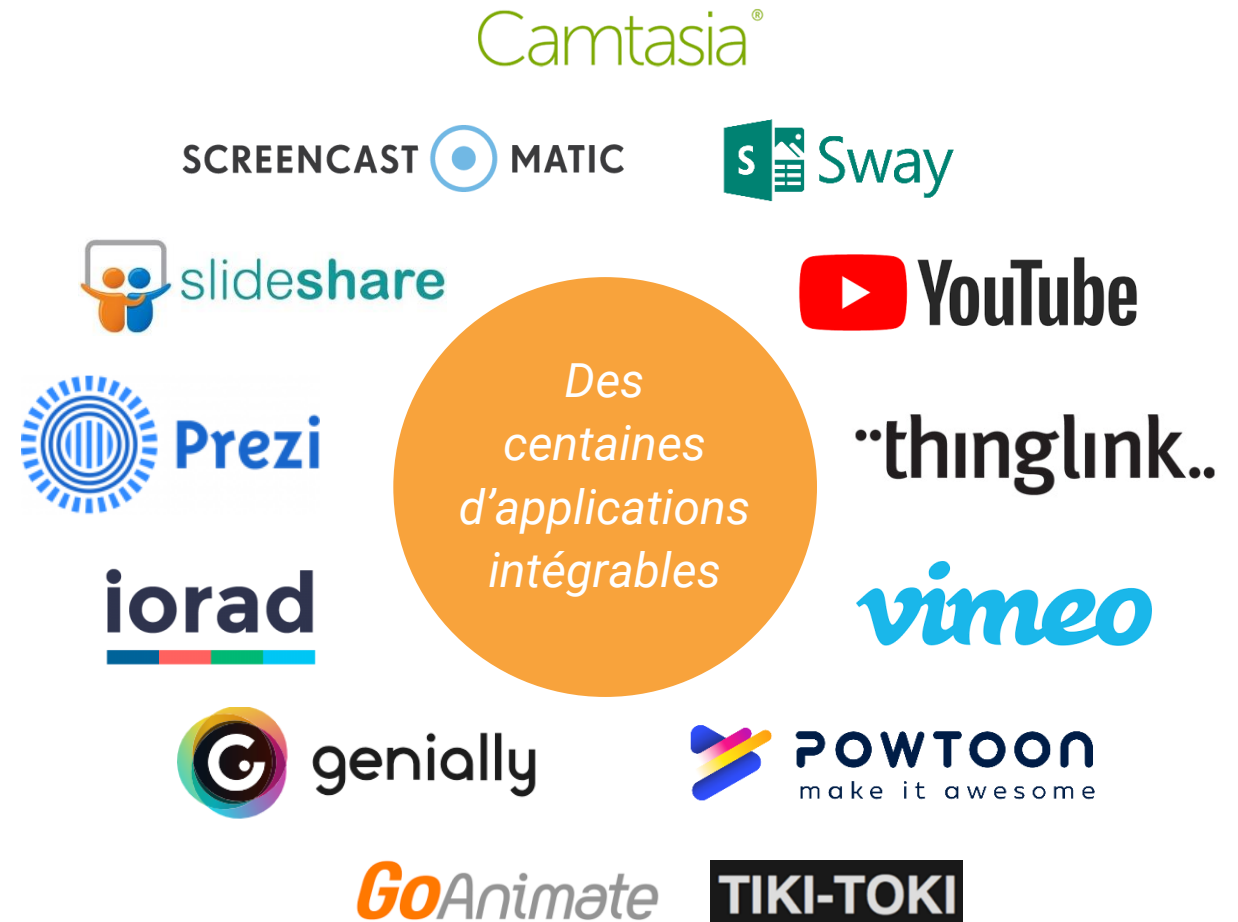 Camtasia®
SCREENCAST MATIC
S Sway
slideshare
YouTube
Des
centaines
d'applications
intégrables
Prezi
thinglink..
iorad
vimeo
G genially
POWTOON
make it awesome
GoAnimate
TIKI-TOKI